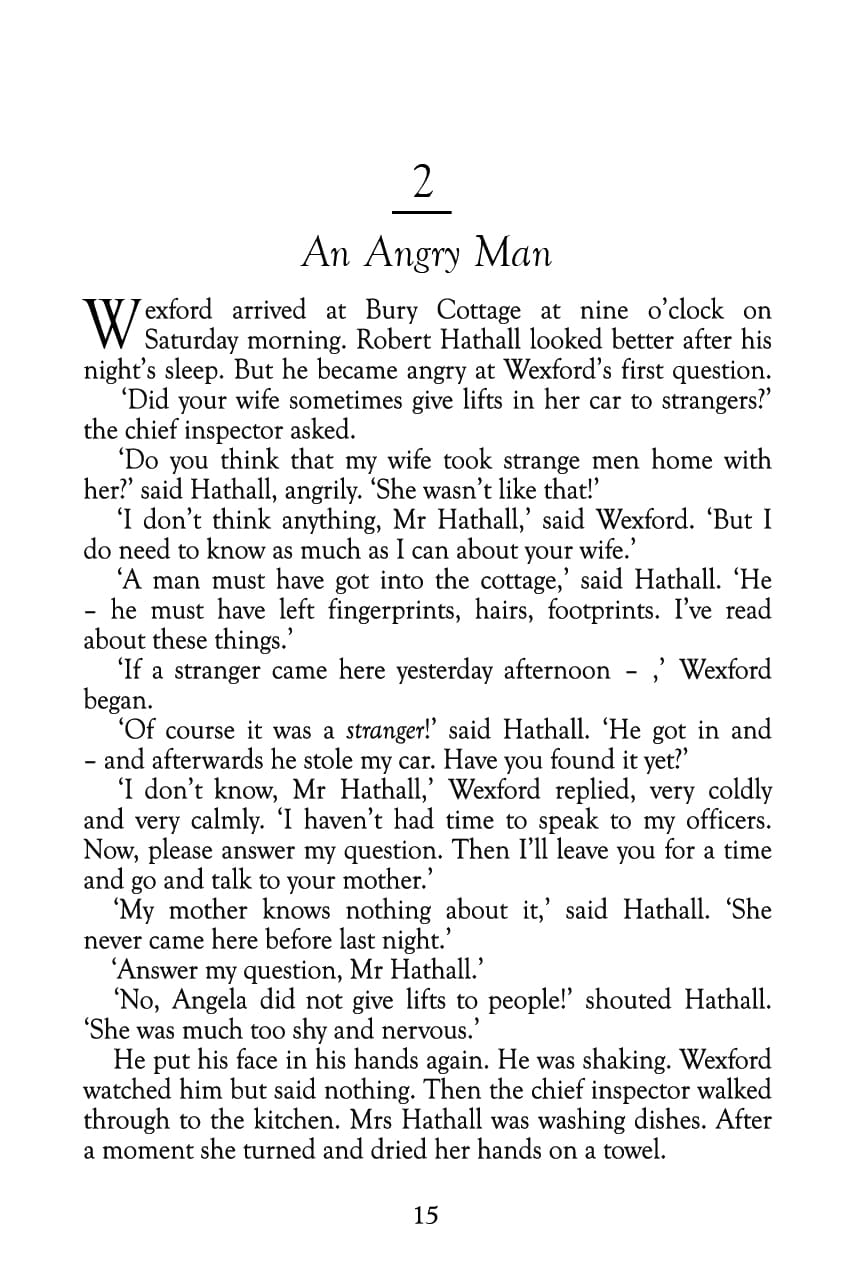 2
An Angry Man
Wexford arrived at Bury Cottage at nine o’clock on
Saturday morning. Robert Hathall looked better after his
night’s sleep. But he became angry at Wexford’s first question.
‘Did your wife sometimes give lifts in her car to strangers?’
the chief inspector asked.
‘Do you think that my wife took strange men home with
her?’ said Hathall, angrily. ‘She wasn’t like that!’
‘I don’t think anything, Mr Hathall,’ said Wexford. ‘But I
do need to know as much as I can about your wife.’
‘A man must have got into the cottage,’ said Hathall. ‘He
– he must have left fingerprints, hairs, footprints. I’ve read
about these things.’
‘If a stranger came here yesterday afternoon – ,’ Wexford
began.
‘Of course it was a stranger!’ said Hathall. ‘He got in and
– and afterwards he stole my car. Have you found it yet?’
‘I don’t know, Mr Hathall,’ Wexford replied, very coldly
and very calmly. ‘I haven’t had time to speak to my officers.
Now, please answer my question. Then I’ll leave you for a time
and go and talk to your mother.’
‘My mother knows nothing about it,’ said Hathall. ‘She
never came here before last night.’
‘Answer my question, Mr Hathall.’
‘No, Angela did not give lifts to people!’ shouted Hathall.
‘She was much too shy and nervous.’
He put his face in his hands again. He was shaking. Wexford
watched him but said nothing. Then the chief inspector walked
through to the kitchen. Mrs Hathall was washing dishes. After
a moment she turned and dried her hands on a towel.
15